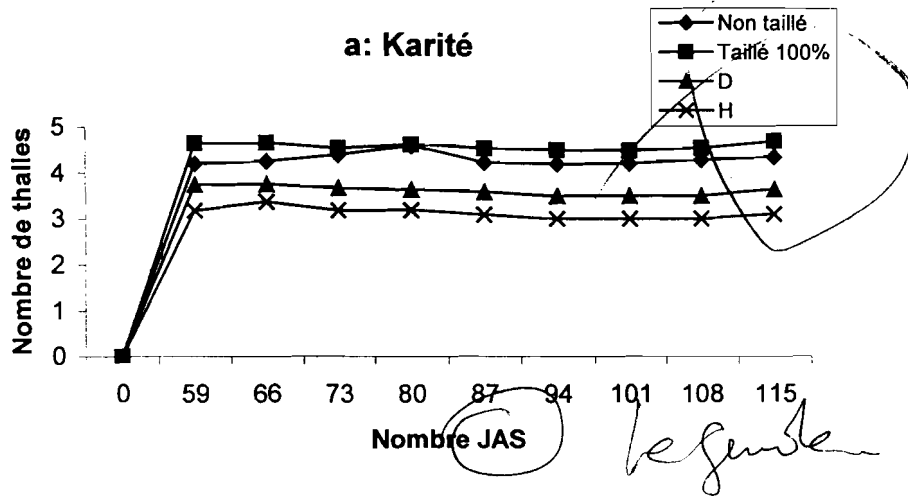 a: Karité
Non taillé
Taillé 100%
D
H
Nombre de thalles
5
4
3
2
1
0
0 59 66 73 80 87 94 101 108 115
Nombre JAS